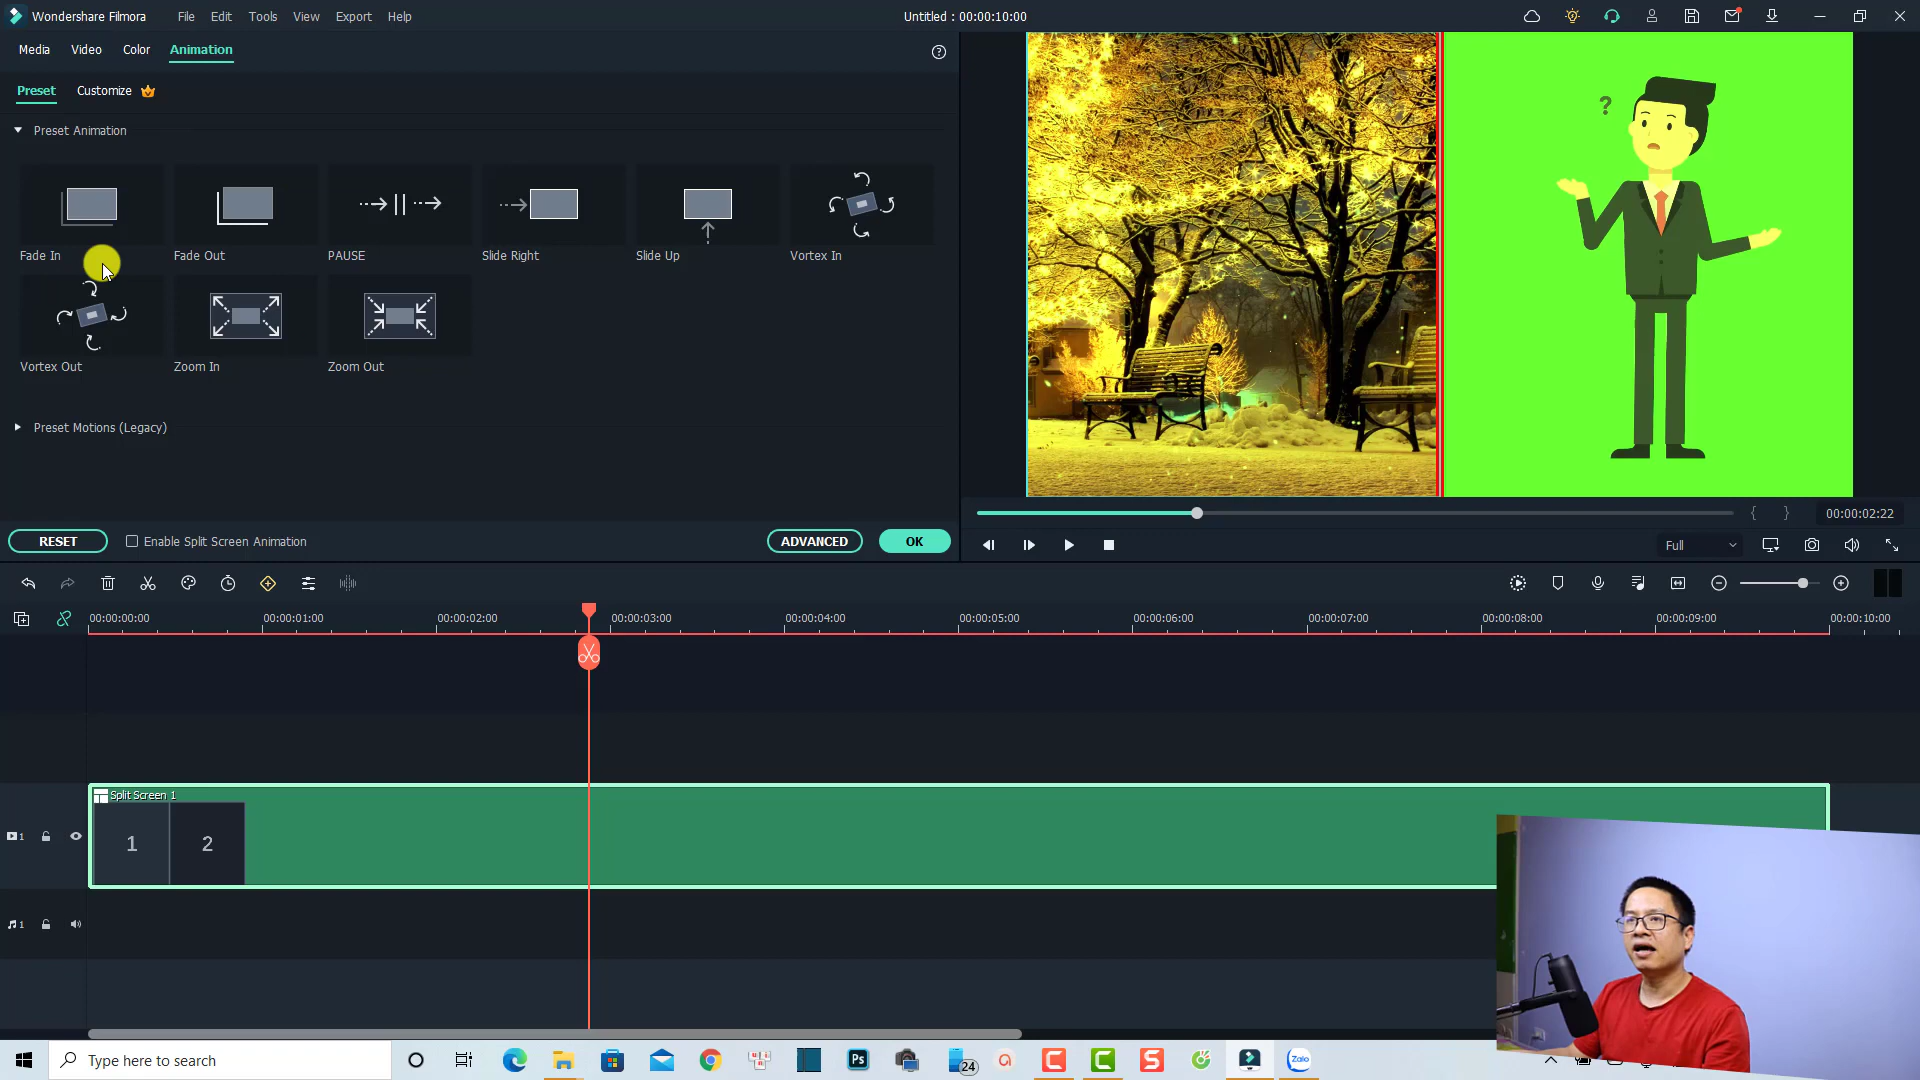 Wondershare Filmora File Edit Tools View Export Help Untitled : 00:00:10:00
Media Video Color Animation
Preset Customize
Preset Animation
Fade In Fade Out PAUSE Slide Right Slide Up Vortex In
Vortex Out Zoom In Zoom Out
Preset Motions (Legacy)
?
{ } 00:00:02:22
RESET Enable Split Screen Animation ADVANCED OK
Full
00:00:00:00 00:00:01:00 00:00:02:00 00:00:03:00 00:00:04:00 00:00:05:00 00:00:06:00 00:00:07:00 00:00:08:00 00:00:09:00 00:00:10:00
Split Screen 1
1 2
1
1
Type here to search
Ps
24
C
C
S
Zalo